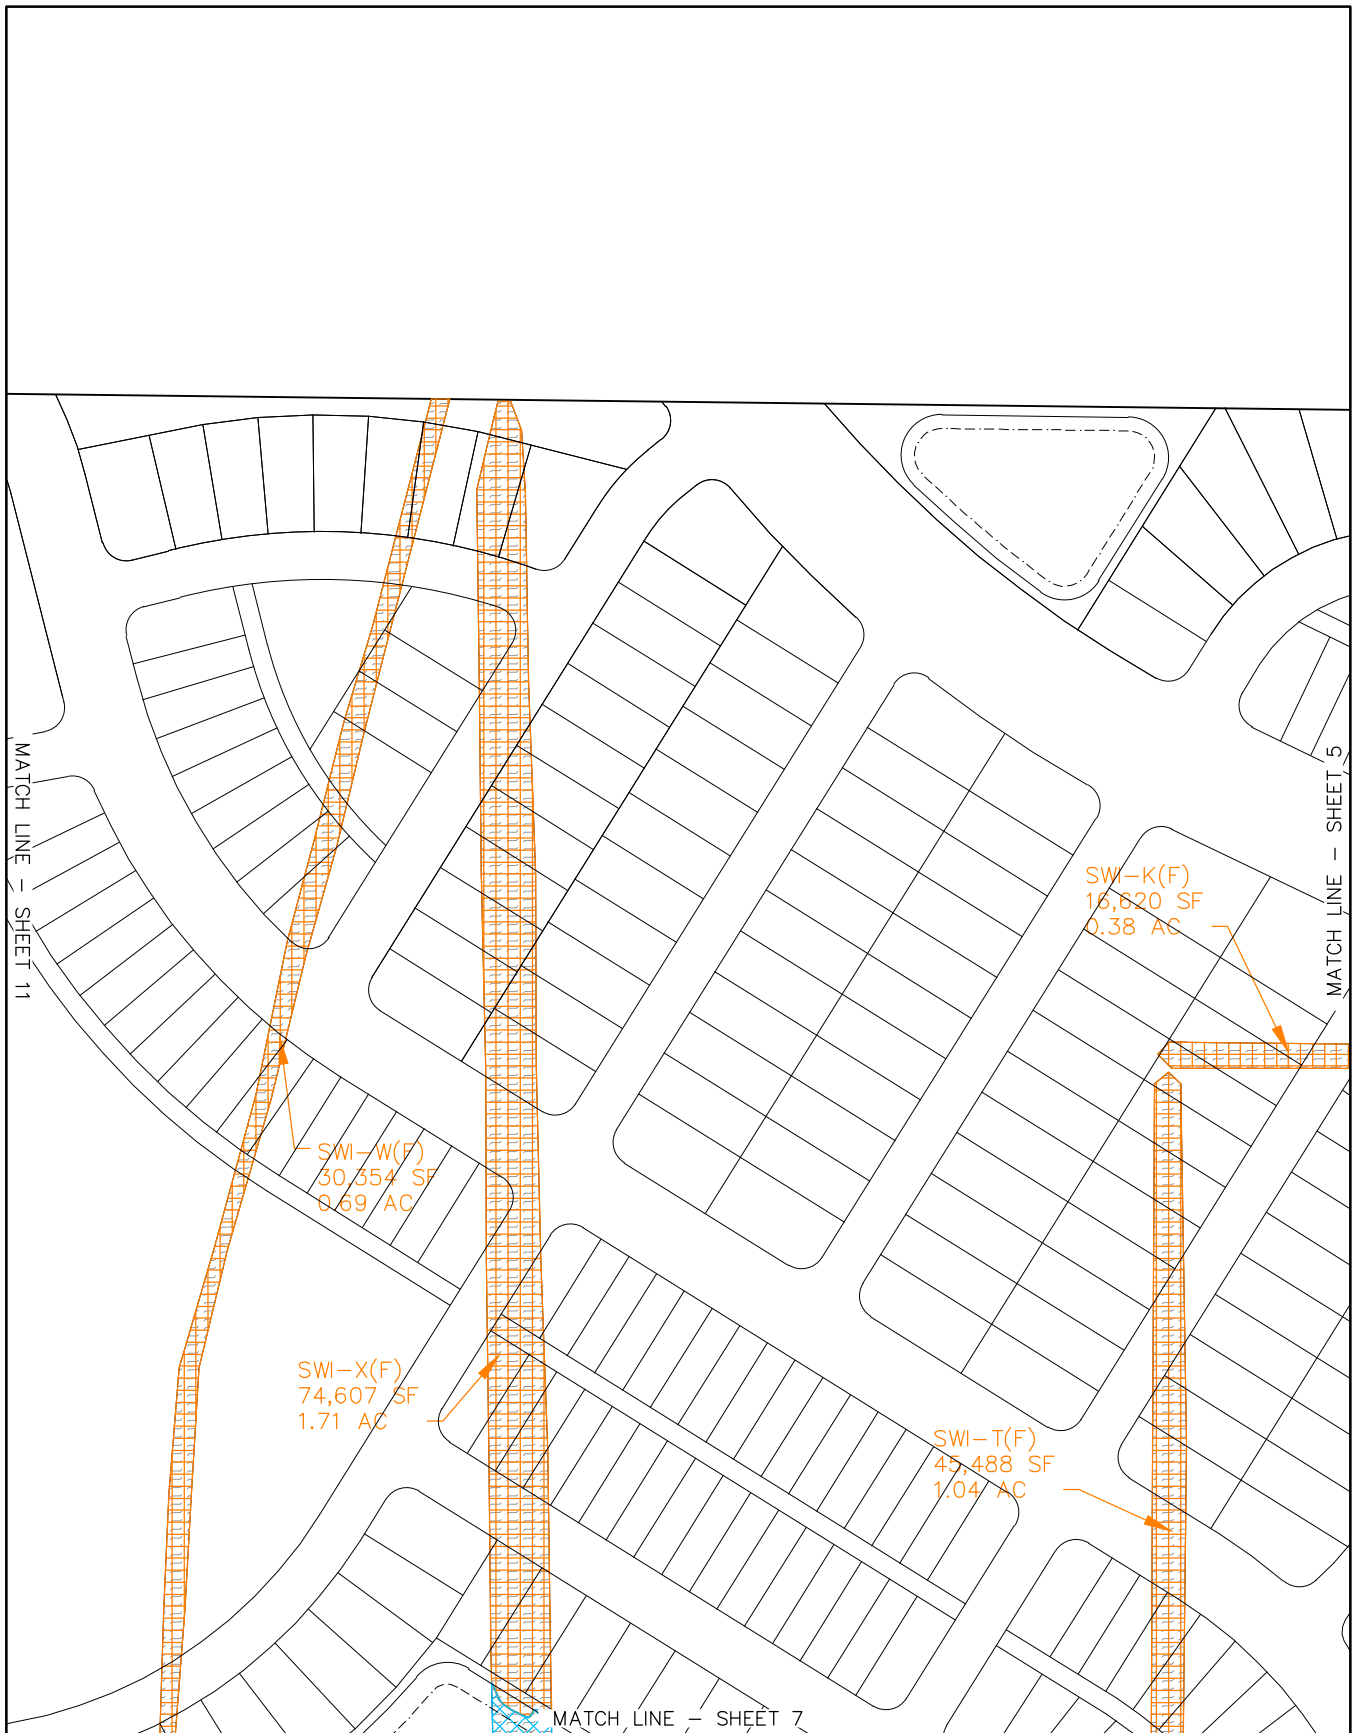 MATCH LINE – SHEET 11
MATCH LINE – SHEET 5
SWI–K(F)
16,620 SF
0.38 AC
SWI–W(F)
30,354 SF
0.69 AC
SWI–X(F)
74,607 SF
1.71 AC
SWI–T(F)
45,488 SF
1.04 AC
MATCH LINE – SHEET 7